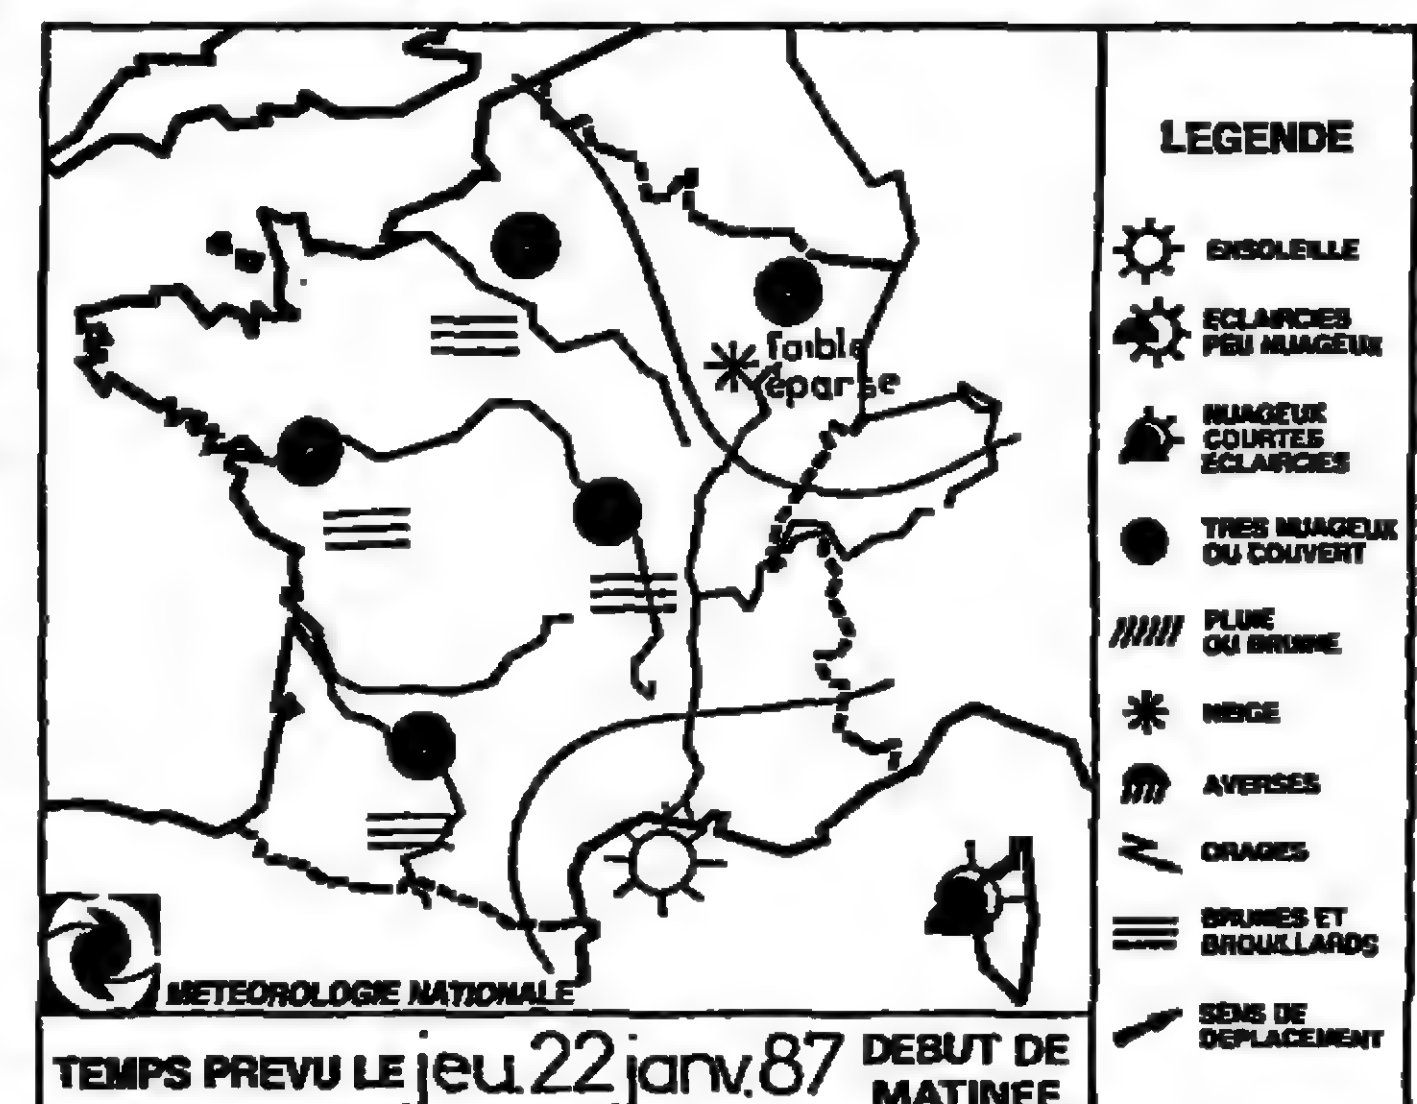 faible
éparse
METEOROLOGIE NATIONALE
TEMPS PREVU LE jeu.22 janv.87 DEBUT DE
MATINEE
LEGENDE
ENSOLEILLE
ECLAIRCIES
PEU NUAGEUX
NUAGEUX
COURTES
ECLAIRCIES
TRES NUAGEUX
OU COUVERT
PLUIE
OU BRUINE
NEIGE
AVERSES
ORAGES
BRUMES ET
BROUILLARDS
SENS DE
DEPLACEMENT